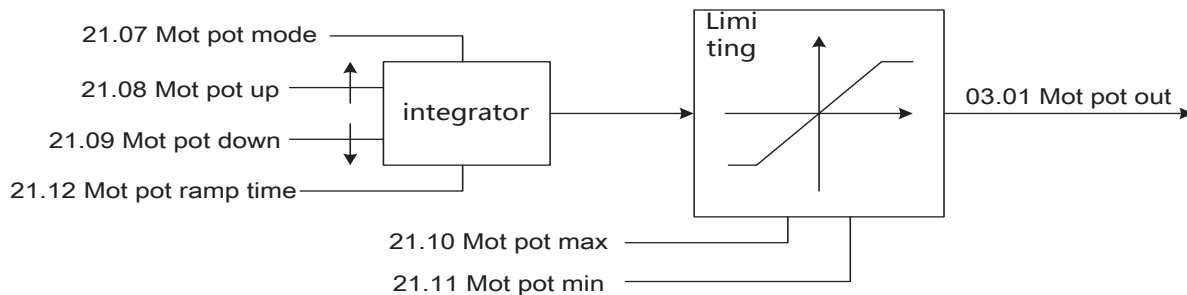 Limi
ting
21.07 Mot pot mode
21.08 Mot pot up
integrator
03.01 Mot pot out
21.09 Mot pot down
21.12 Mot pot ramp time
21.10 Mot pot max
21.11 Mot pot min